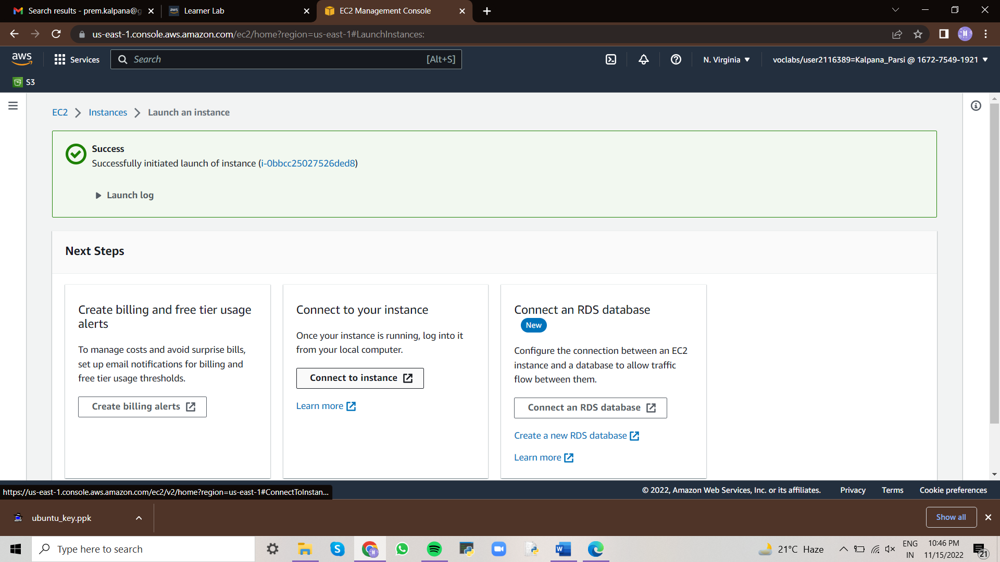 Search results - prem.kalpana@g
aws Learner Lab
EC2 Management Console
us-east-1.console.aws.amazon.com/ec2/home?region=us-east-1#LaunchInstances:
aws
Services
Search
[Alt+S]
N. Virginia
voclabs/user2116389=Kalpana_Parsi @ 1672-7549-1921
S3
EC2
Instances
Launch an instance
Success
Successfully initiated launch of instance (i-0bbcc25027526ded8)
Launch log
Next Steps
Create billing and free tier usage
alerts
To manage costs and avoid surprise bills,
set up email notifications for billing and
free tier usage thresholds.
Create billing alerts
Connect to your instance
Once your instance is running, log into it
from your local computer.
Connect to instance
Learn more
Connect an RDS database
New
Configure the connection between an EC2
instance and a database to allow traffic
flow between them.
Connect an RDS database
Create a new RDS database
Learn more
https://us-east-1.console.aws.amazon.com/ec2/v2/home?region=us-east-1#ConnectToInstan...
© 2022, Amazon Web Services, Inc. or its affiliates.
Privacy
Terms
Cookie preferences
ubuntu_key.ppk
Show all
Type here to search
21°C Haze
ENG
IN
10:46 PM
11/15/2022
21